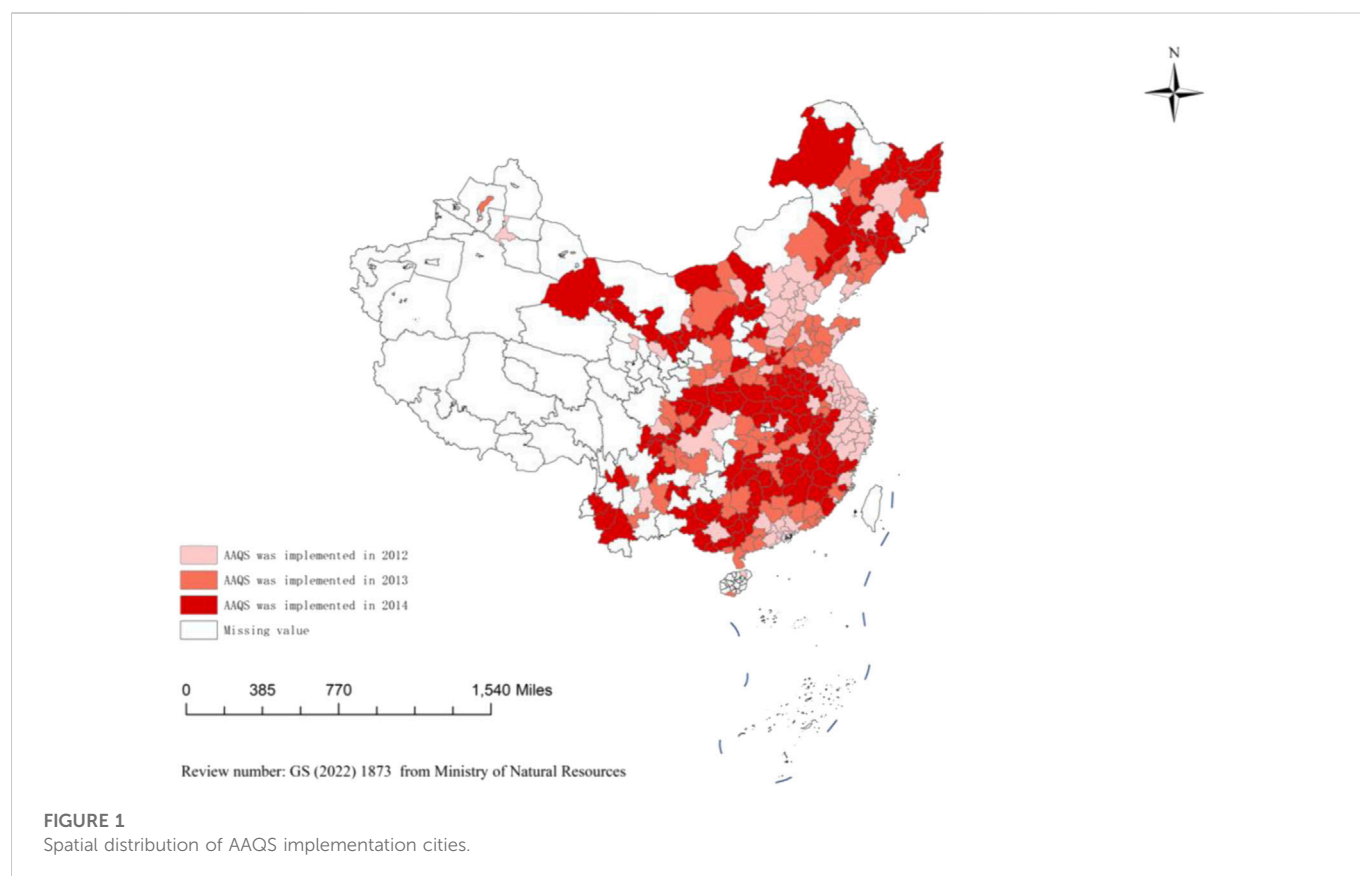 N
AAQS was implemented in 2012
AAQS was implemented in 2013
AAQS was implemented in 2014
Missing value
0 385 770 1,540 Miles
Review number: GS (2022) 1873 from Ministry of Natural Resources
FIGURE 1
Spatial distribution of AAQS implementation cities.